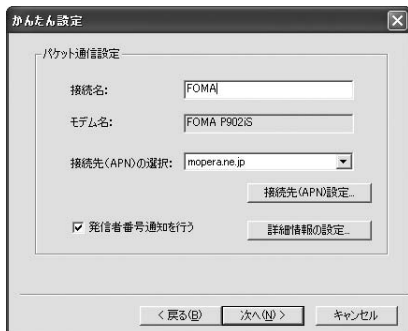 かんたん設定
パケット通信設定
接続名: FOMA
モデム名: FOMA P902iS
接続先(APN)の選択: mopera.ne.jp
接続先(APN)設定...
発信者番号通知を行う 詳細情報の設定...
< 戻る(B) 次へ(N) > キャンセル